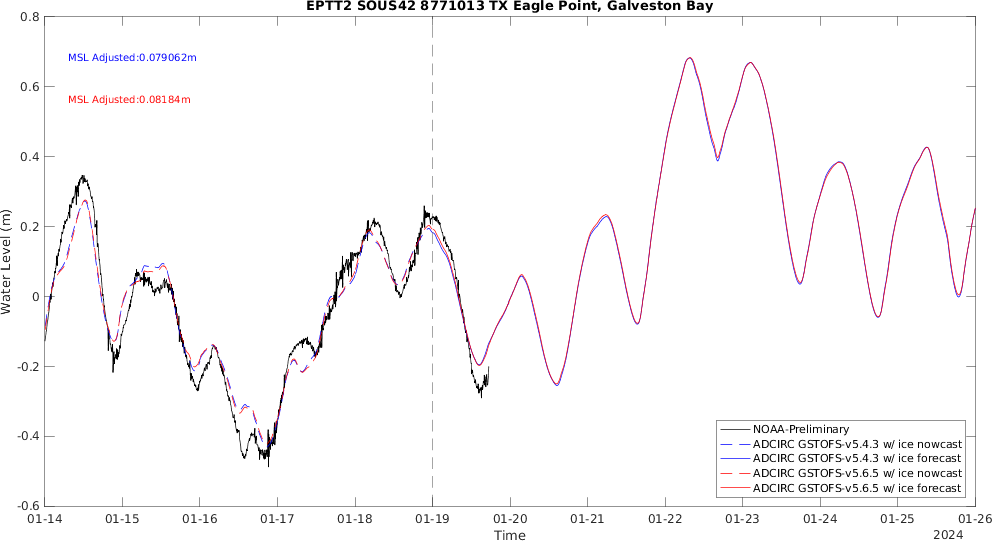 EPTT2 SOUS42 8771013 TX Eagle Point, Galveston Bay
MSL Adjusted:0.079062m
MSL Adjusted:0.08184m
Water Level (m)
0.8
0.6
0.4
0.2
0
-0.2
-0.4
-0.6
NOAA-Preliminary
ADCIRC GSTOFS-v5.4.3 w/ ice nowcast
ADCIRC GSTOFS-v5.4.3 w/ ice forecast
ADCIRC GSTOFS-v5.6.5 w/ ice nowcast
ADCIRC GSTOFS-v5.6.5 w/ ice forecast
01-14 01-15 01-16 01-17 01-18 01-19 01-20 01-21 01-22 01-23 01-24 01-25 01-26
Time
2024